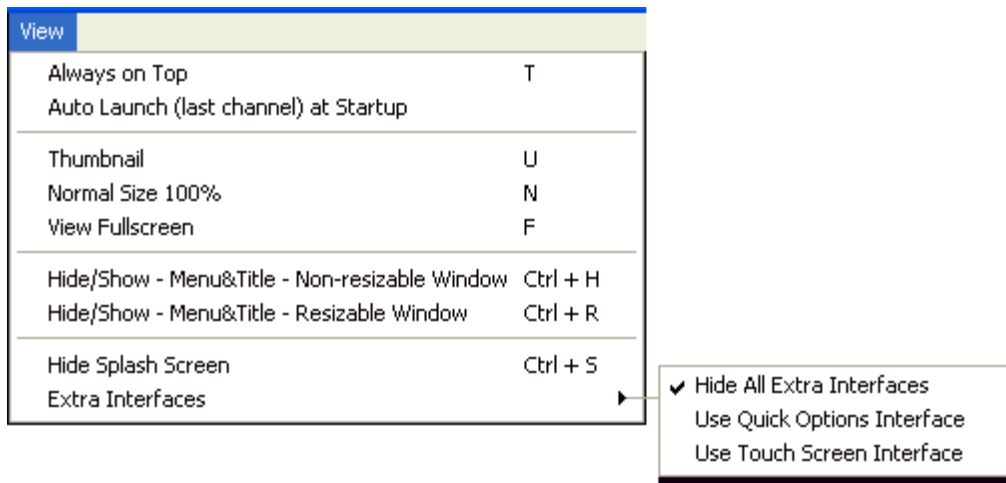 View
Always on Top T
Auto Launch (last channel) at Startup
Thumbnail U
Normal Size 100% N
View Fullscreen F
Hide/Show - Menu&Title - Non-resizable Window Ctrl + H
Hide/Show - Menu&Title - Resizable Window Ctrl + R
Hide Splash Screen Ctrl + S
Extra Interfaces
Hide All Extra Interfaces
Use Quick Options Interface
Use Touch Screen Interface